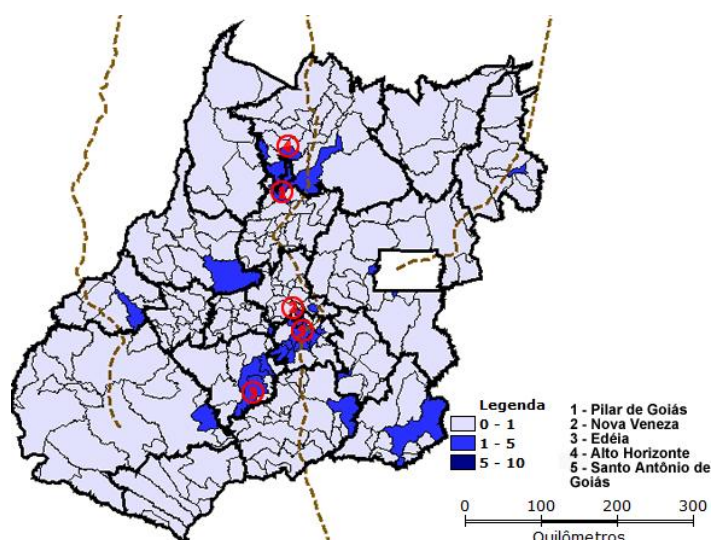 4
Legenda
0 - 1
1 - 5
5 - 10
1 - Pilar de Goiás
2 - Nova Veneza
3 - Edéia
4 - Alto Horizonte
5 - Santo Antônio de
Goiás
0 100 200 300
Quilômetros